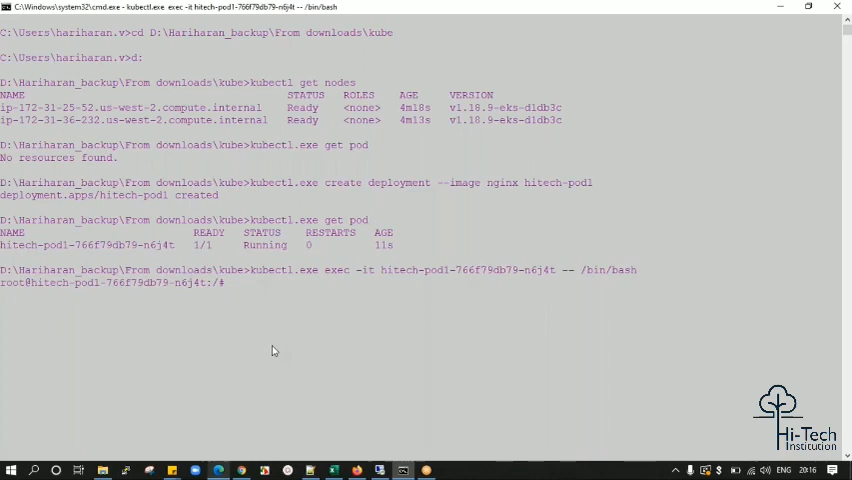 C:\Windows\system32\cmd.exe - kubectl.exe exec -it hitech-pod1-766f79db79-n6j4t -- /bin/bash
C:\Users\hariharan.v>cd D:\Hariharan_backup\From downloads\kube
C:\Users\hariharan.v>d:
D:\Hariharan_backup\From downloads\kube>kubectl get nodes
NAME STATUS ROLES AGE VERSION
ip-172-31-25-52.us-west-2.compute.internal Ready <none> 4m18s v1.18.9-eks-d1db3c
ip-172-31-36-232.us-west-2.compute.internal Ready <none> 4m13s v1.18.9-eks-d1db3c
D:\Hariharan_backup\From downloads\kube>kubectl.exe get pod
No resources found.
D:\Hariharan_backup\From downloads\kube>kubectl.exe create deployment --image nginx hitech-pod1
deployment.apps/hitech-pod1 created
D:\Hariharan_backup\From downloads\kube>kubectl.exe get pod
NAME READY STATUS RESTARTS AGE
hitech-pod1-766f79db79-n6j4t 1/1 Running 0 11s
D:\Hariharan_backup\From downloads\kube>kubectl.exe exec -it hitech-pod1-766f79db79-n6j4t -- /bin/bash
root@hitech-pod1-766f79db79-n6j4t:/#
Hi-Tech
Institution
ENG 20:16